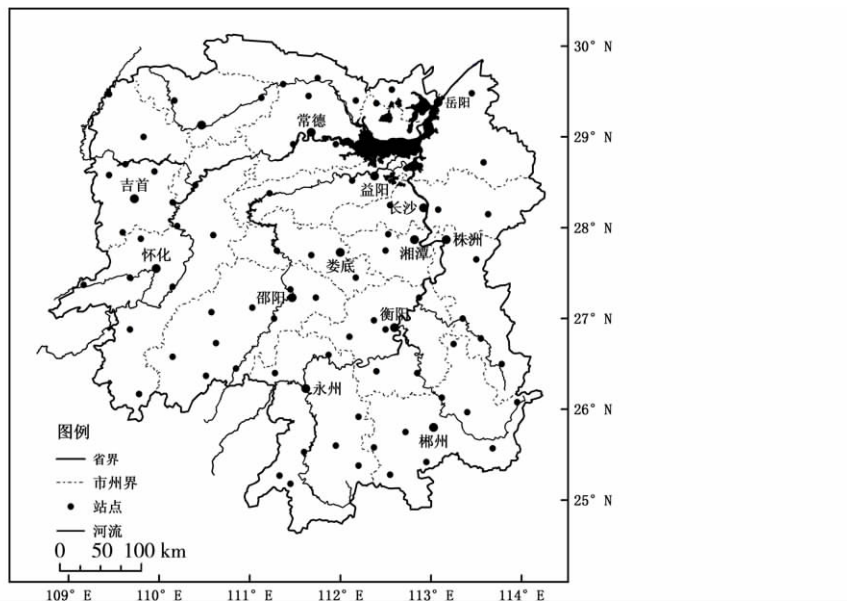 30° N
岳阳
常德
29° N
吉首
益阳
长沙
28° N
怀化
娄底
湘潭
株洲
邵阳
衡阳
27° N
永州
26° N
郴州
图例
省界
市州界
站点
河流
25° N
0 50 100 km
109° E 110° E 111° E 112° E 113° E 114° E